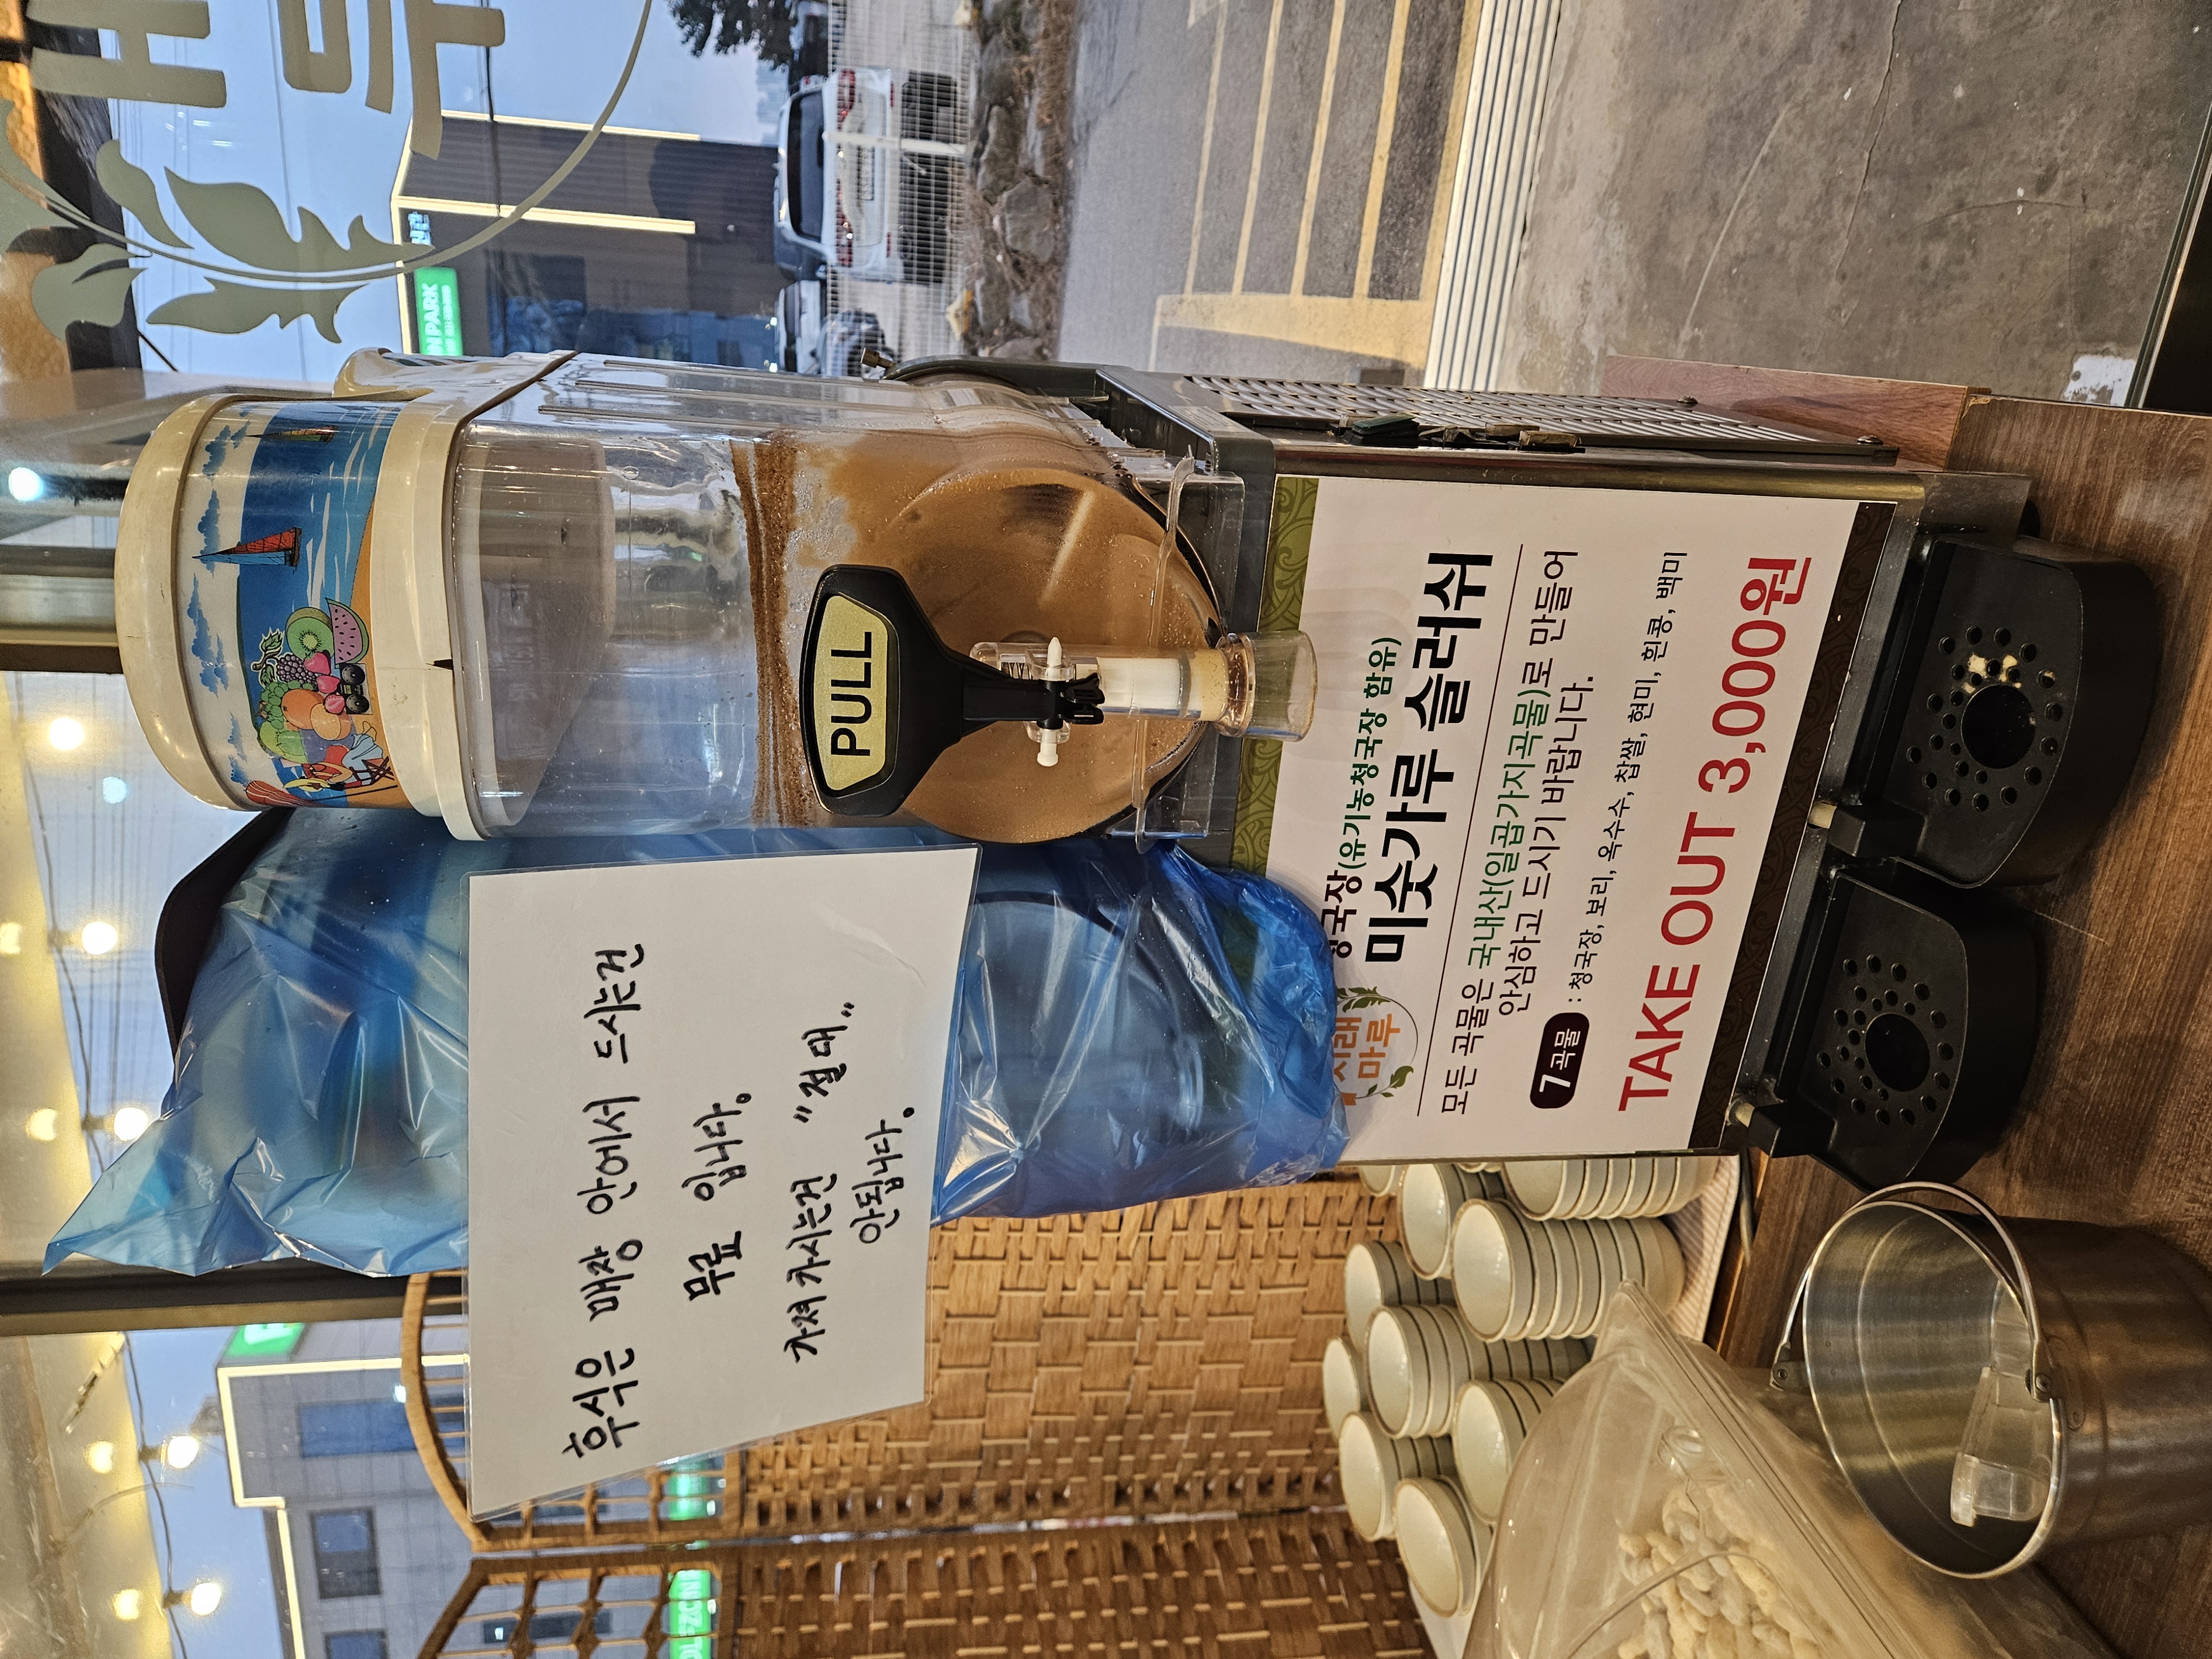 후식은 매장 안에서 드시는건
무료 입니다.
가져가시는건 "절대"
안됩니다.
PULL
청국장(유기농청국장 함유)
미숫가루 슬러쉬
시래
마루
모든 곡물은 국내산(일곱가지곡물)로 만들어
안심하고 드시기 바랍니다.
7곡물 : 청국장, 보리, 옥수수, 찹쌀, 현미, 흰콩, 백미
TAKE OUT 3,000원
PARK